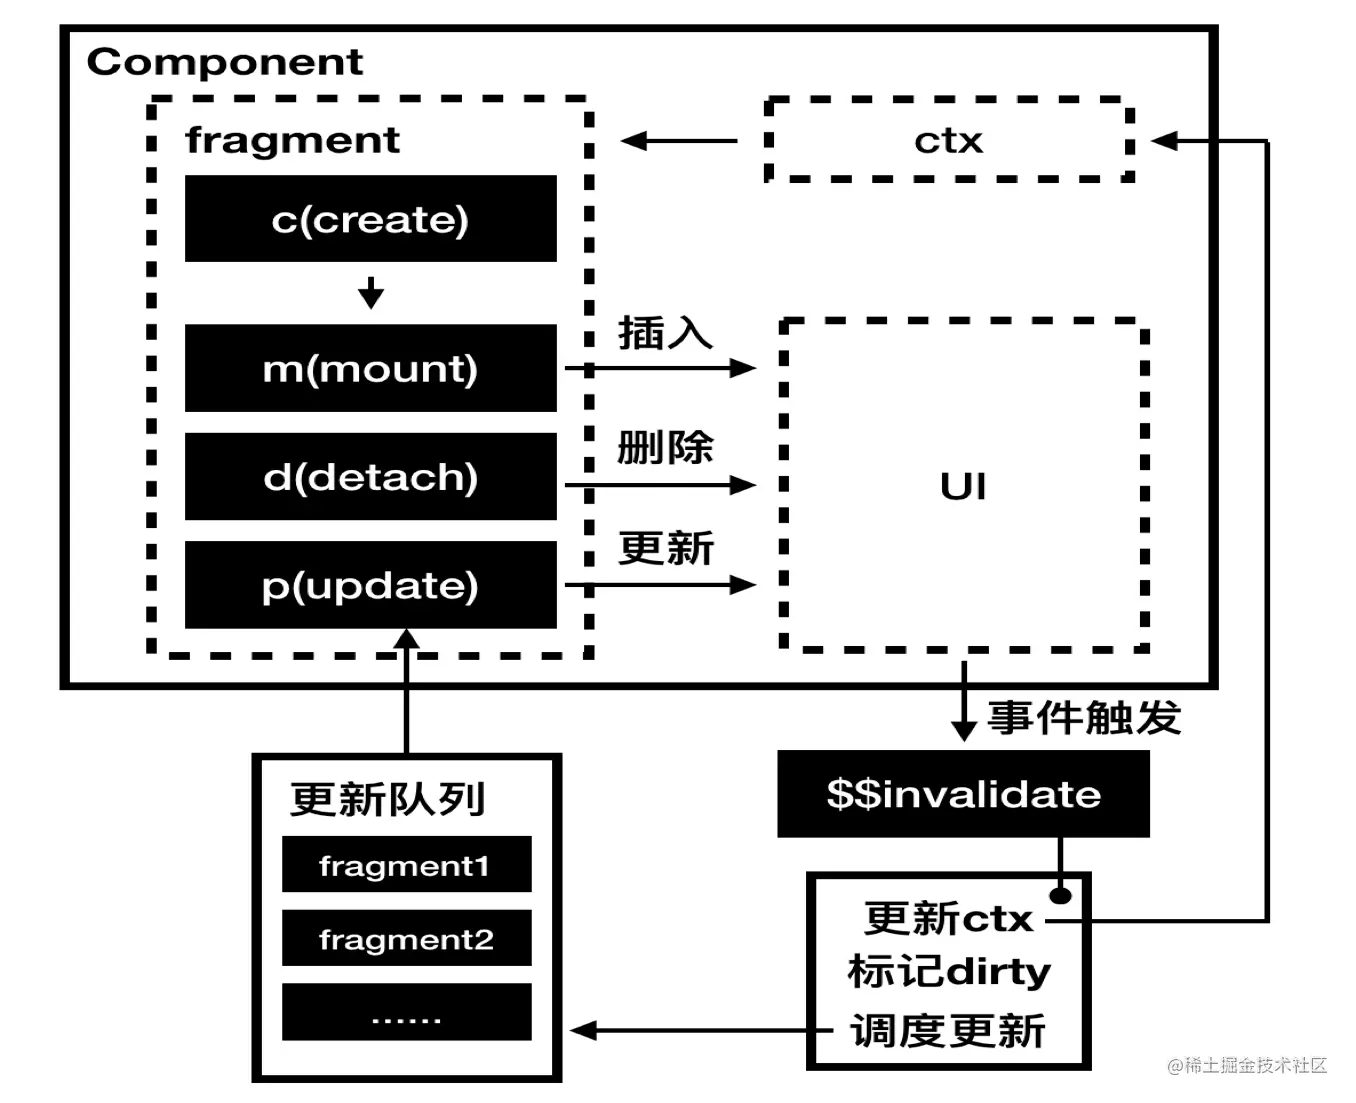 Component
fragment
ctx
c(create)
m(mount)
插入
d(detach)
删除
UI
p(update)
更新
事件触发
$$invalidate
更新队列
fragment1
fragment2
......
更新ctx
标记dirty
调度更新
@稀土掘金技术社区